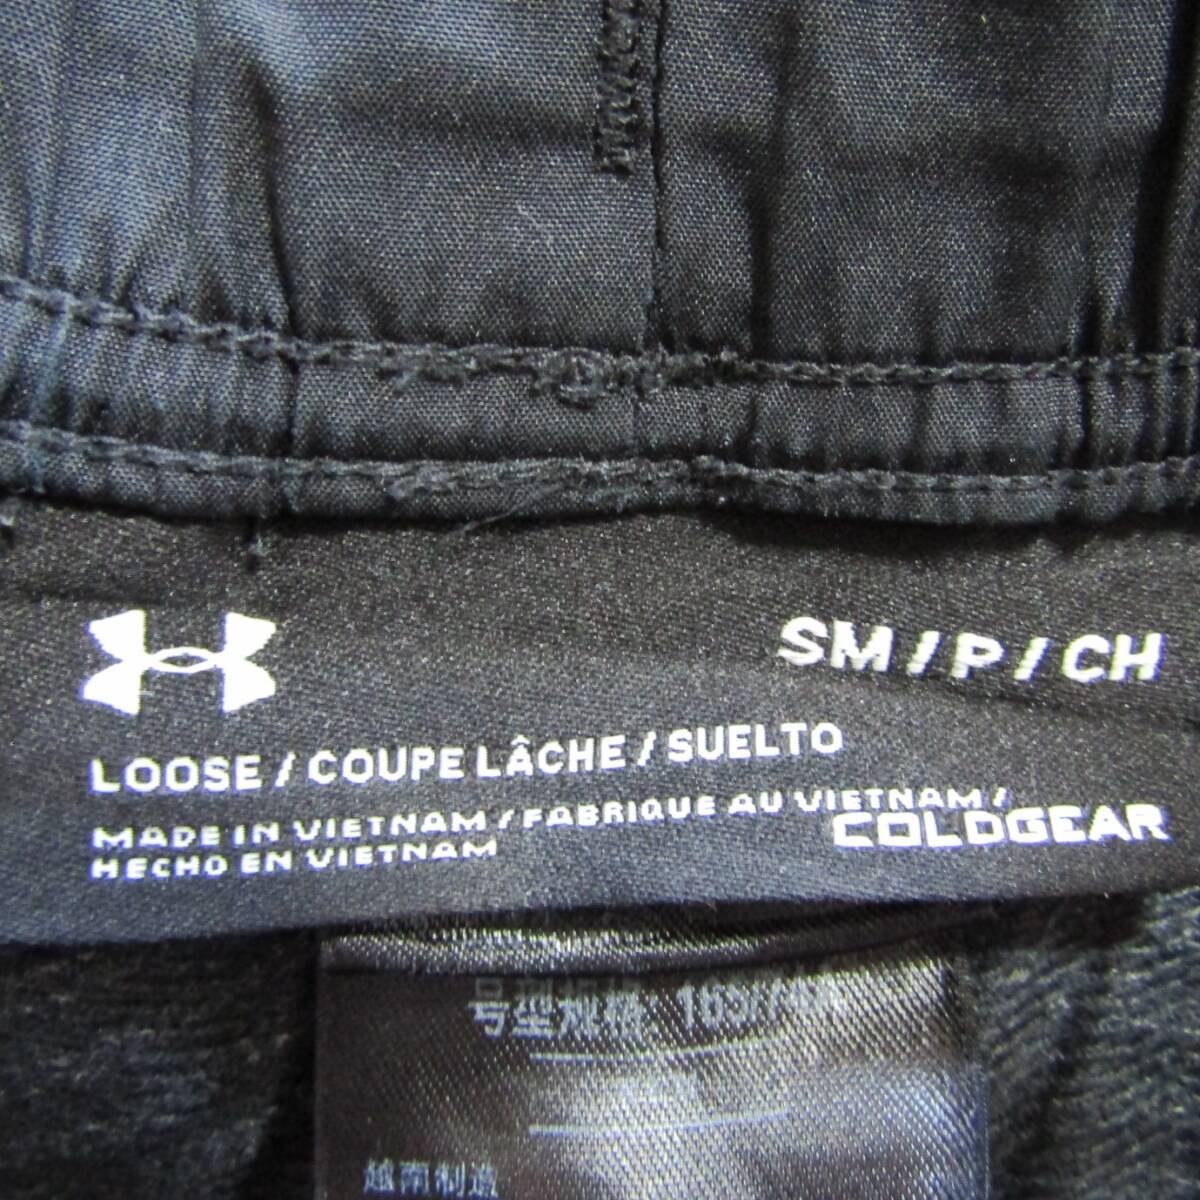 SM/P/CH
LOOSE / COUPE LÂCHE / SUELTO
MADE IN VIETNAM / FABRIQUE AU VIETNAM /
HECHO EN VIETNAM
COLDGEAR
号型规格:
越南制造